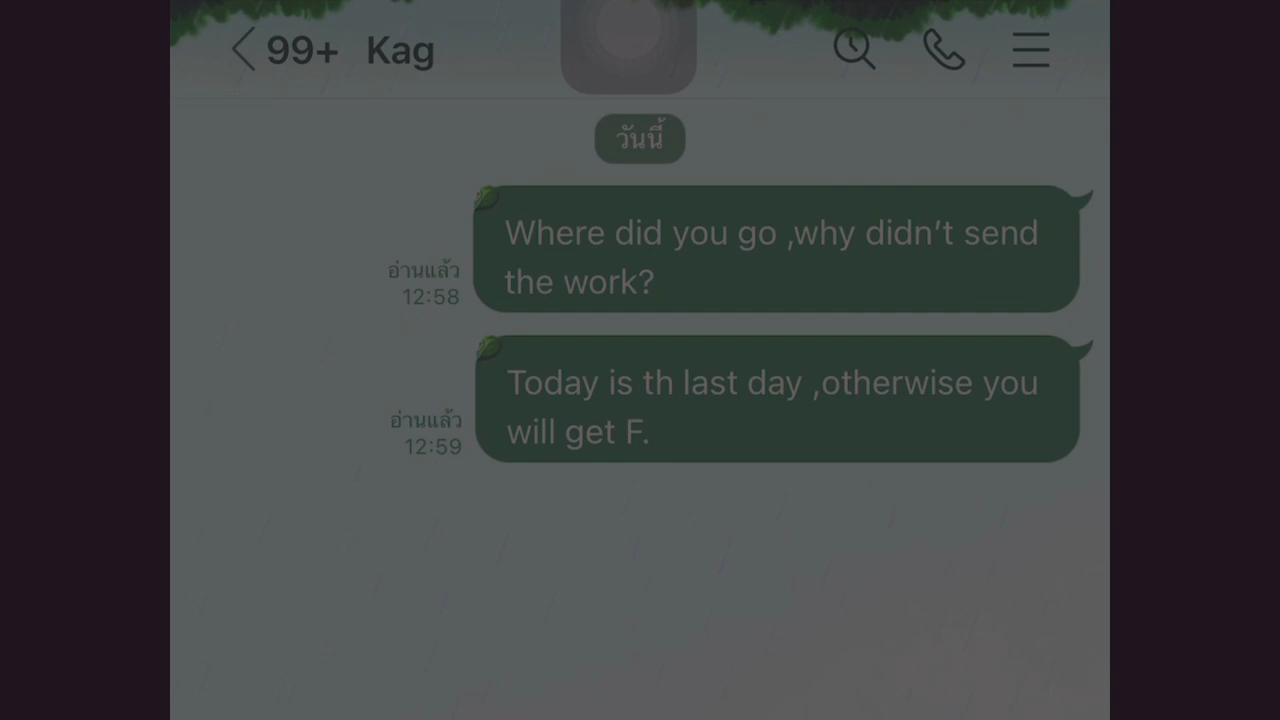 99+ Kag
วันนี้
Where did you go ,why didn't send
the work?
อ่านแล้ว
12:58
Today is th last day ,otherwise you
will get F.
อ่านแล้ว
12:59